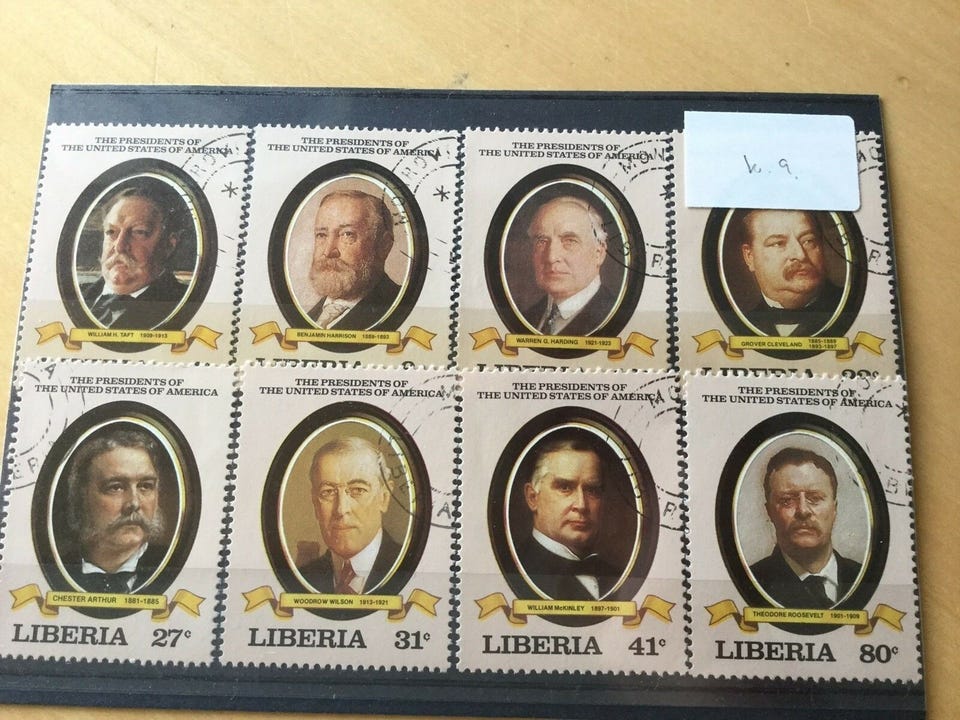 THE PRESIDENTS OF
THE UNITED STATES OF AMERICA
WILLIAM H. TAFT 1909-1913
THE PRESIDENTS OF
THE UNITED STATES OF AMERICA
BENJAMIN HARRISON 1889-1893
LIBERIA
THE PRESIDENTS OF
THE UNITED STATES OF AMERICA
WARREN G. HARDING 1921-1923
LIBERIA
GROVER CLEVELAND 1885-1889
1893-1897
LIBERIA 22c
THE PRESIDENTS OF
THE UNITED STATES OF AMERICA
CHESTER ARTHUR 1881-1885
LIBERIA 27c
THE PRESIDENTS OF
THE UNITED STATES OF AMERICA
WOODROW WILSON 1913-1921
LIBERIA 31c
THE PRESIDENTS OF
THE UNITED STATES OF AMERICA
WILLIAM McKINLEY 1897-1901
LIBERIA 41c
THE PRESIDENTS OF
THE UNITED STATES OF AMERICA
THEODORE ROOSEVELT 1901-1909
LIBERIA 80c